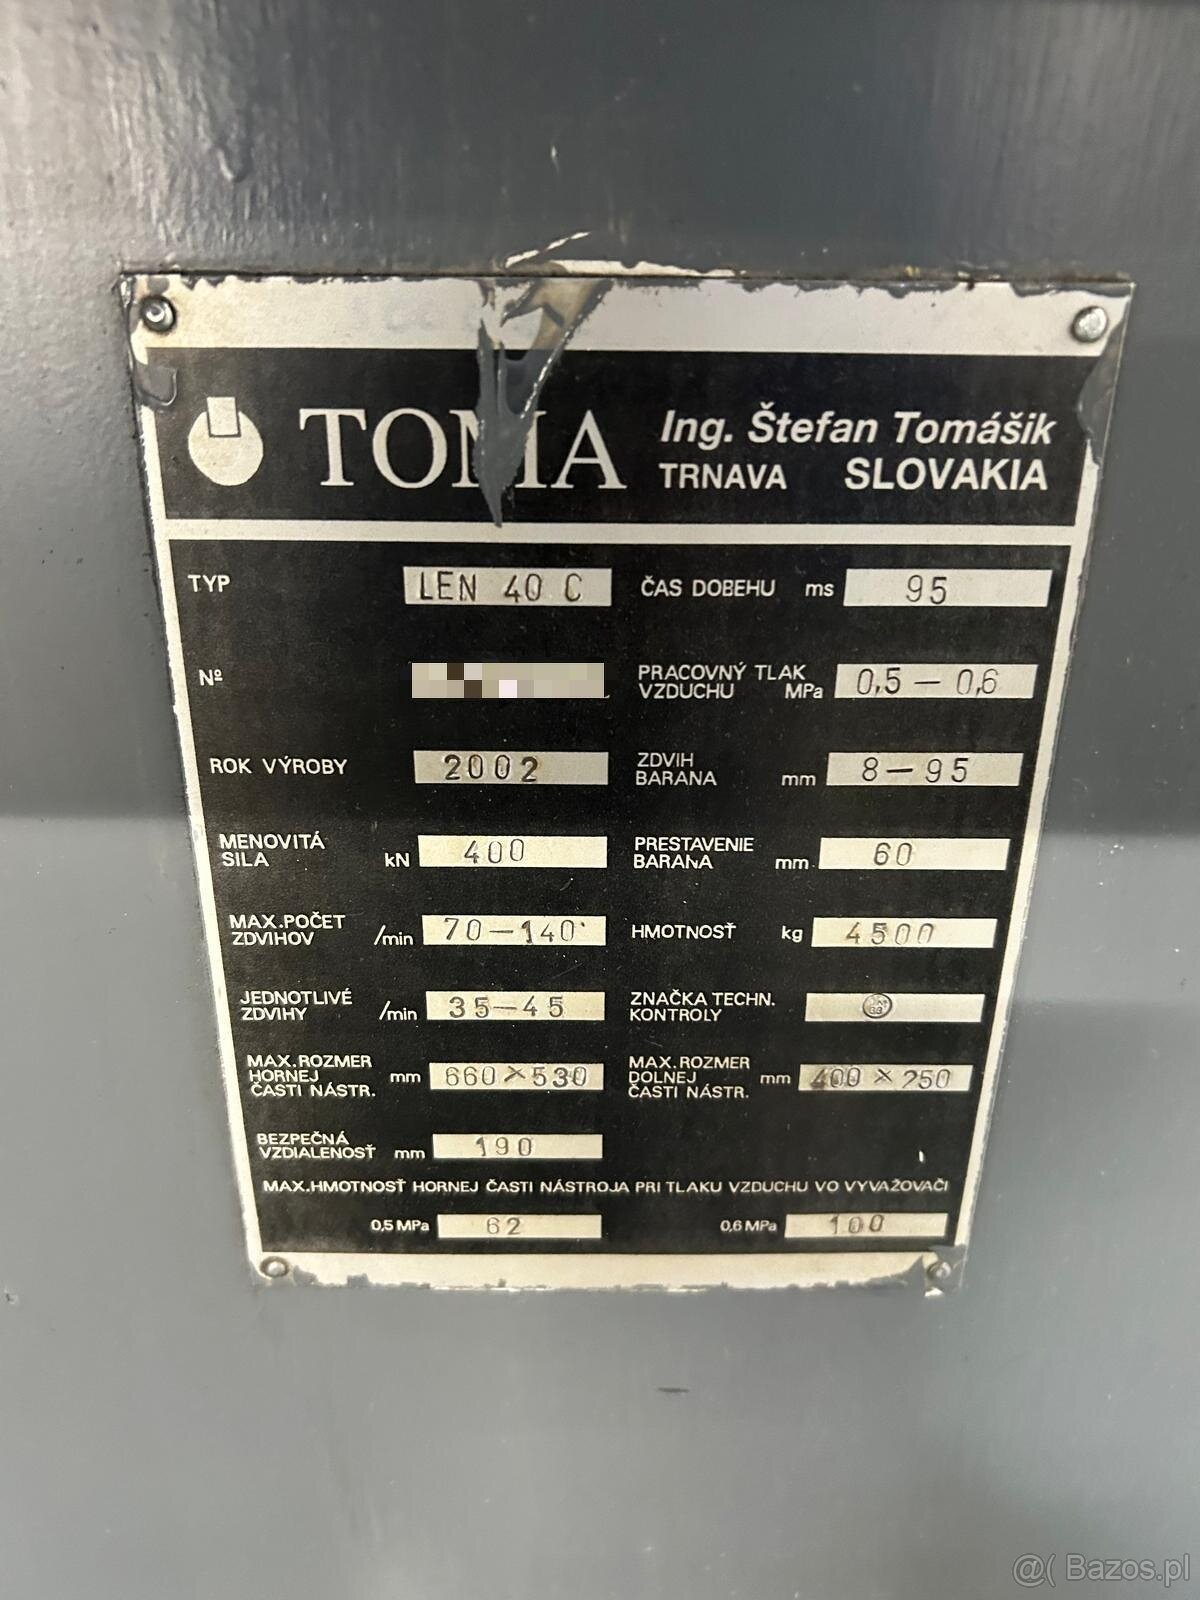 TOMA Ing. Štefan Tomášik
TRNAVA SLOVAKIA
TYP LEN 40 C
Nº
ROK VÝROBY 2002
MENOVITÁ
SILA kN 400
MAX.POČET
ZDVIHOV /min 70-140
JEDNOTLIVÉ
ZDVIHY /min 35-45
MAX.ROZMER
HORNEJ mm 660×530
ČASTI NÁSTR.
BEZPEČNÁ
VZDIALENOSŤ mm 190
ČAS DOBEHU ms 95
PRACOVNÝ TLAK
VZDUCHU MPa 0,5-0,6
ZDVIH
BARANA mm 8-95
PRESTAVENIE
BARANA mm 60
HMOTNOSŤ kg 4500
ZNAČKA TECHN.
KONTROLY
MAX.ROZMER
DOLNEJ mm 400×250
ČASTI NÁSTR.
MAX.HMOTNOSŤ HORNEJ ČASTI NÁSTROJA PRI TLAKU VZDUCHU VO VYVAŽOVAČI
0,5 MPa 62 0,6 MPa 100
@( Bazos.pl